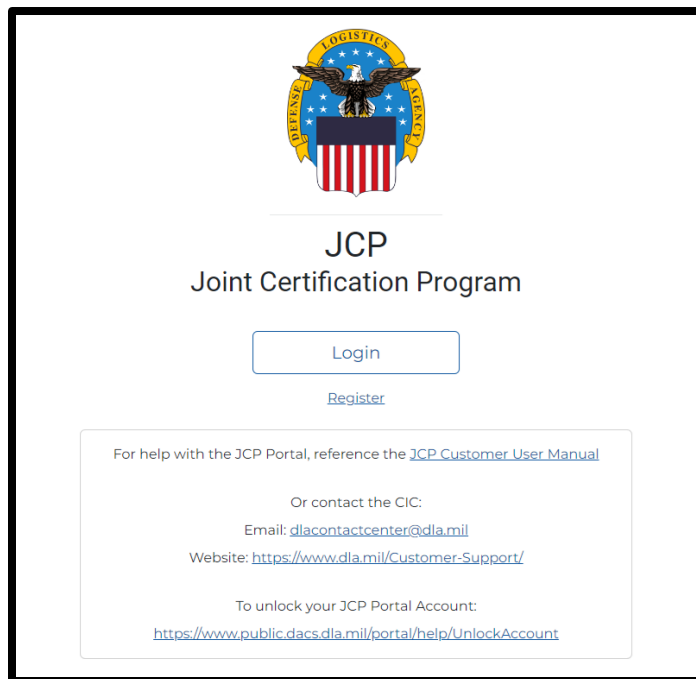 LOGISTICS
DEFENSE
AGENCY
JCP
Joint Certification Program
Login
Register
For help with the JCP Portal, reference the JCP Customer User Manual
Or contact the CIC:
Email: dlacontactcenter@dla.mil
Website: https://www.dla.mil/Customer-Support/
To unlock your JCP Portal Account:
https://www.public.dacs.dla.mil/portal/help/UnlockAccount